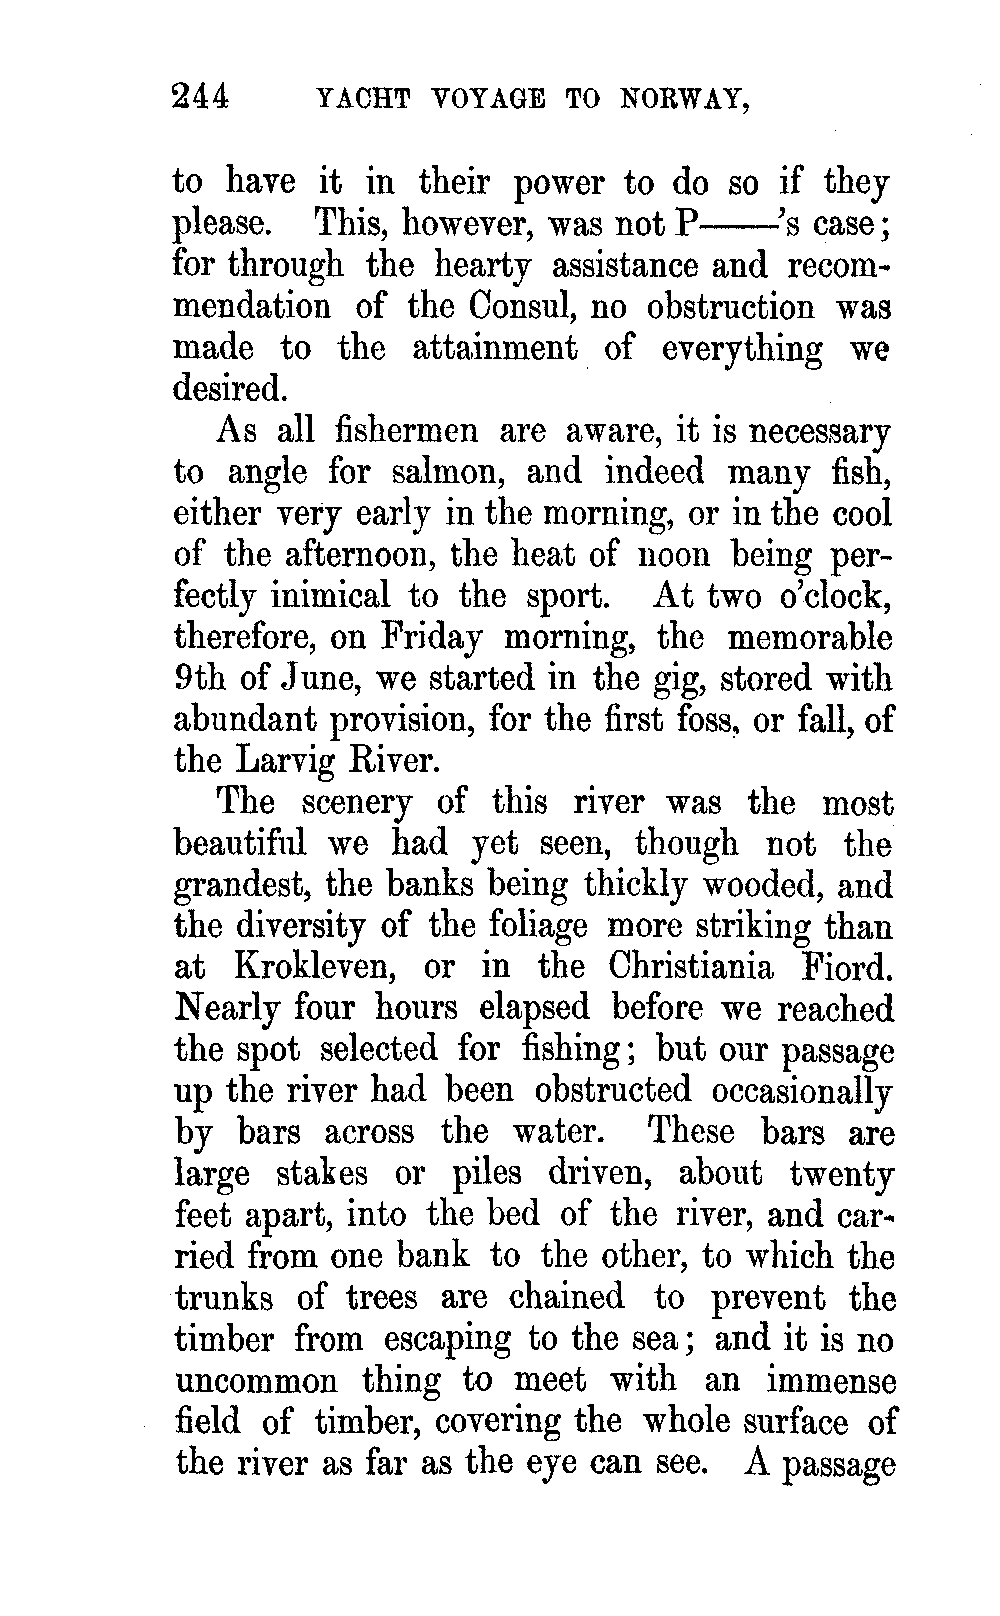 244 YACHT VOYAGE TO NORWAY,
to have it in their power to do so if they
please. This, however, was not P——'s case;
for through the hearty assistance and recom-
mendation of the Consul, no obstruction was
made to the attainment of everything we
desired.
As all fishermen are aware, it is necessary
to angle for salmon, and indeed many fish,
either very early in the morning, or in the cool
of the afternoon, the heat of noon being per-
fectly inimical to the sport. At two o'clock,
therefore, on Friday morning, the memorable
9th of June, we started in the gig, stored with
abundant provision, for the first foss, or fall, of
the Larvig River.
The scenery of this river was the most
beautiful we had yet seen, though not the
grandest, the banks being thickly wooded, and
the diversity of the foliage more striking than
at Krokleven, or in the Christiania Fiord.
Nearly four hours elapsed before we reached
the spot selected for fishing; but our passage
up the river had been obstructed occasionally
by bars across the water. These bars are
large stakes or piles driven, about twenty
feet apart, into the bed of the river, and car-
ried from one bank to the other, to which the
trunks of trees are chained to prevent the
timber from escaping to the sea; and it is no
uncommon thing to meet with an immense
field of timber, covering the whole surface of
the river as far as the eye can see. A passage